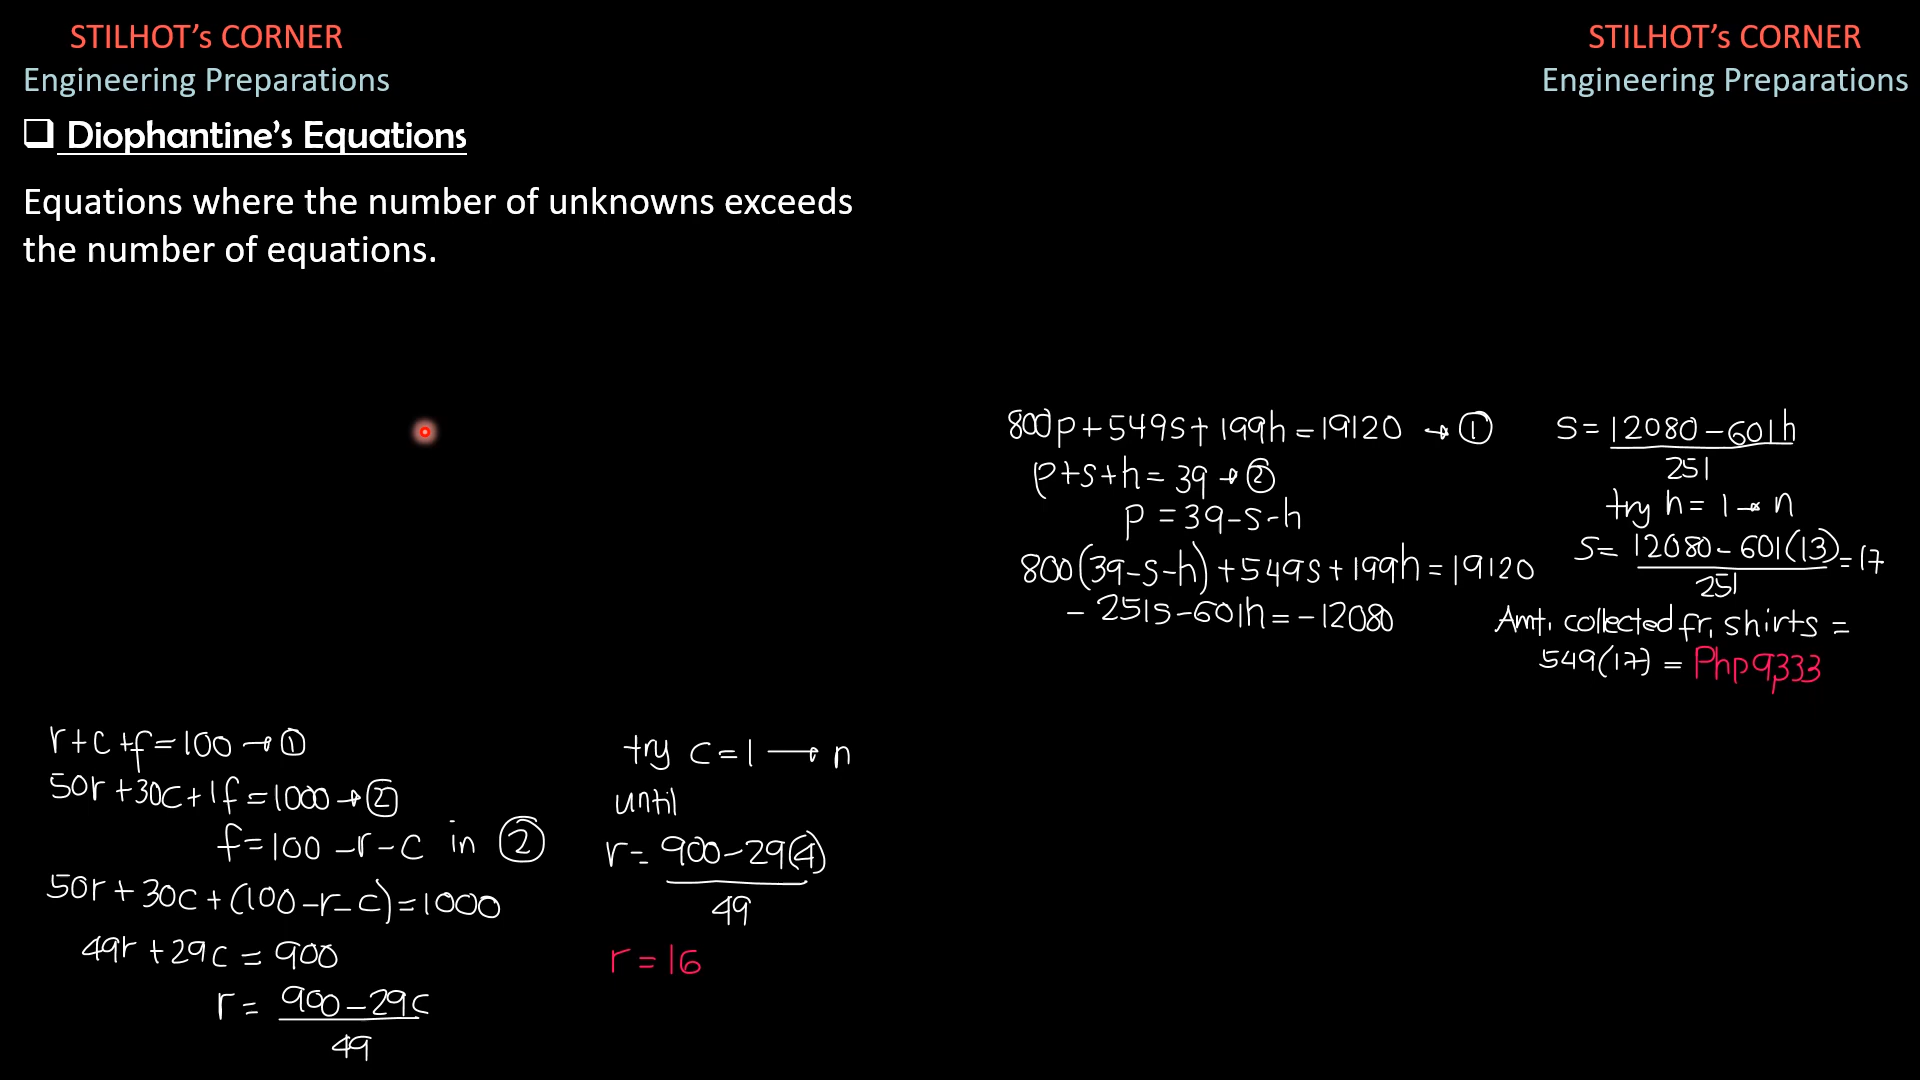 STILHOT's CORNER
Engineering Preparations
STILHOT's CORNER
Engineering Preparations
❑ Diophantine's Equations
Equations where the number of unknowns exceeds
the number of equations.
r+c+f=100 → ①
50r+30c+1f=1000 → ②
f=100-r-c in ②
50r+30c+(100-r-c)=1000
49r+29c=900
r= 900-29c
49
try c=1 → n
until
r= 900-29(4)
49
r=16
800p+549s+199h=19120 → ①
p+s+h=39 → ②
p=39-s-h
800(39-s-h)+549s+199h=19120
-251s-601h=-12080
s= 12080-601h
251
try h=1 → n
s= 12080-601(13) =17
251
Amt. collected fr. shirts =
549(17) = Php9,333